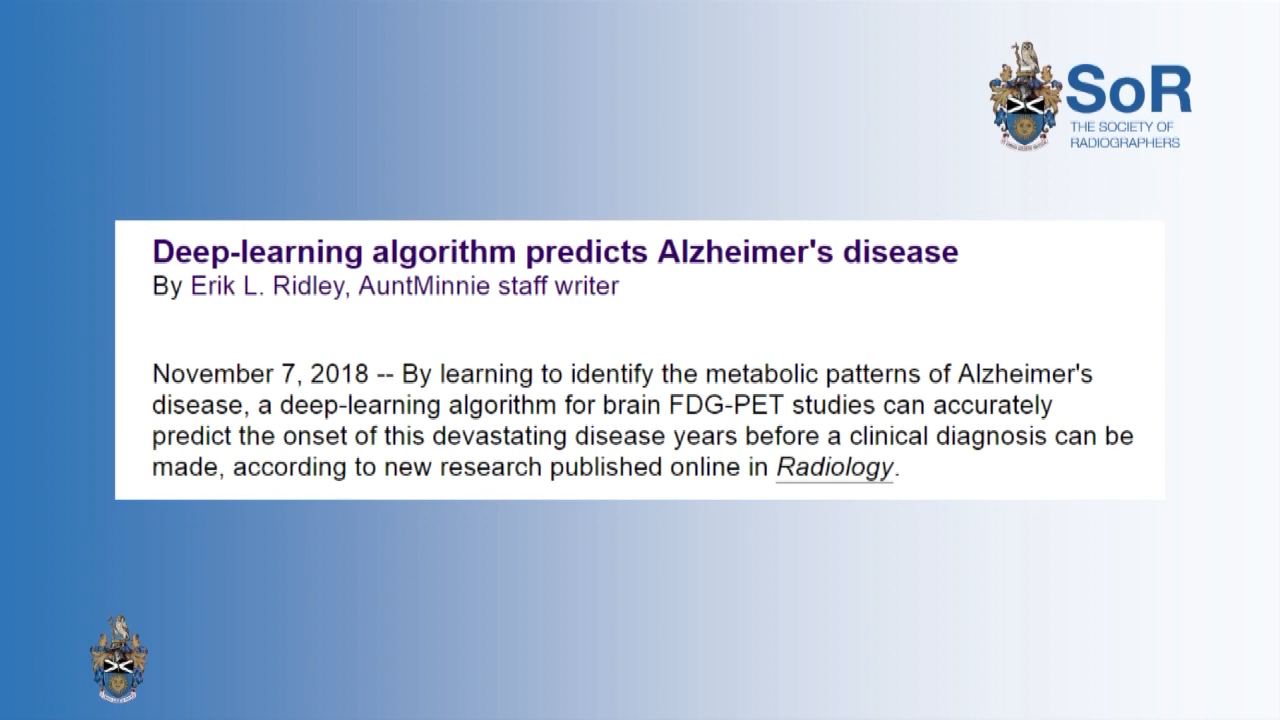 SoR
THE SOCIETY OF
RADIOGRAPHERS
Deep-learning algorithm predicts Alzheimer's disease
By Erik L. Ridley, AuntMinnie staff writer
November 7, 2018 -- By learning to identify the metabolic patterns of Alzheimer's
disease, a deep-learning algorithm for brain FDG-PET studies can accurately
predict the onset of this devastating disease years before a clinical diagnosis can be
made, according to new research published online in Radiology.